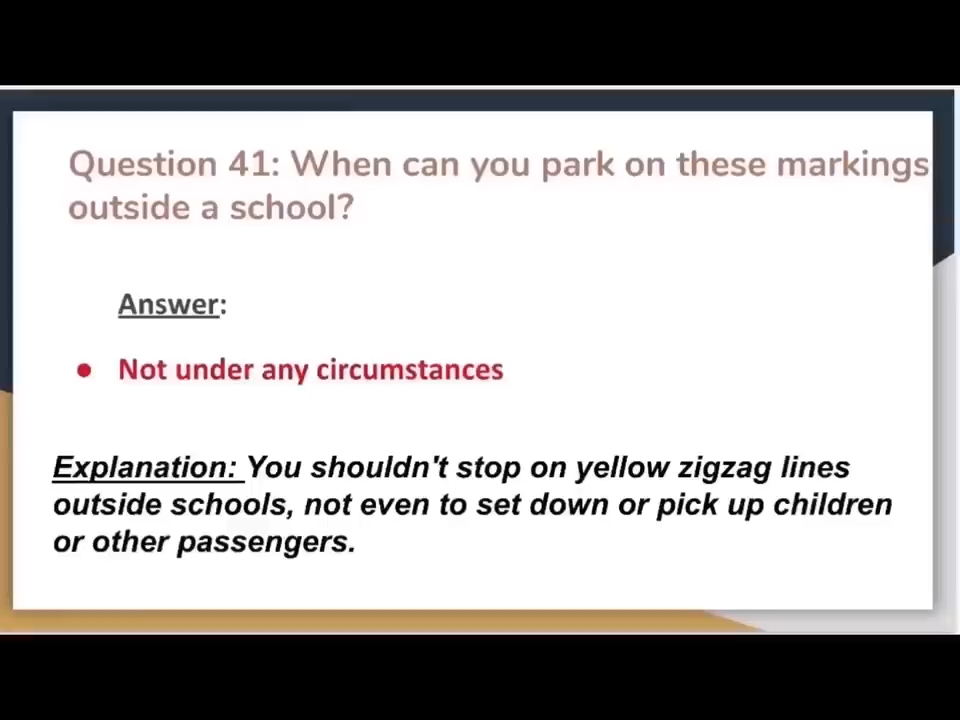 Question 41: When can you park on these markings
outside a school?
Answer:
● Not under any circumstances
Explanation: You shouldn't stop on yellow zigzag lines
outside schools, not even to set down or pick up children
or other passengers.